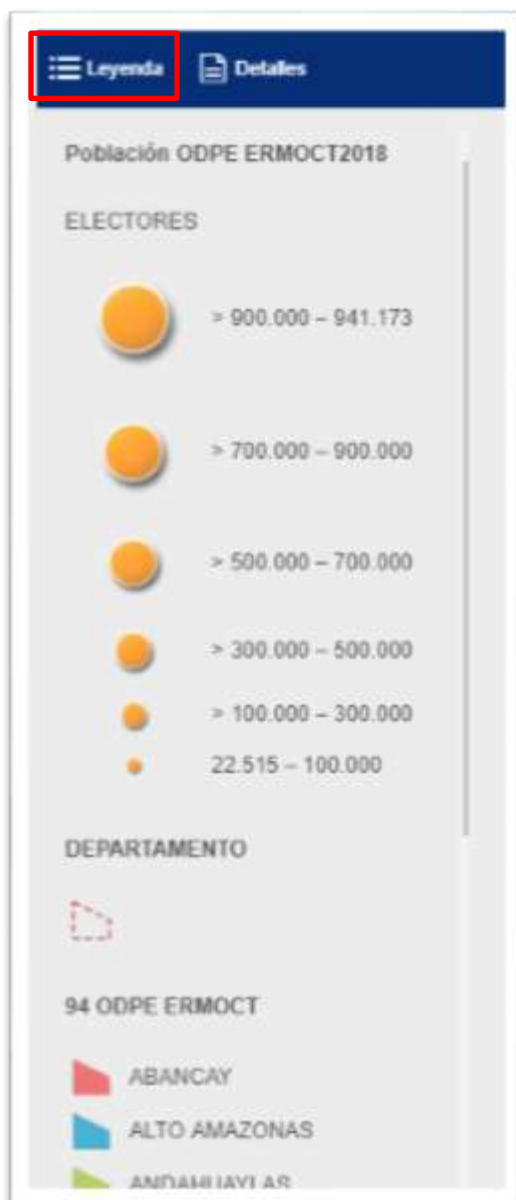 Leyenda Detalles
Población ODPE ERMOCT2018
ELECTORES
> 900.000 – 941.173
> 700.000 – 900.000
> 500.000 – 700.000
> 300.000 – 500.000
> 100.000 – 300.000
22.515 – 100.000
DEPARTAMENTO
94 ODPE ERMOCT
ABANCAY
ALTO AMAZONAS
ANDAHUAYLAS